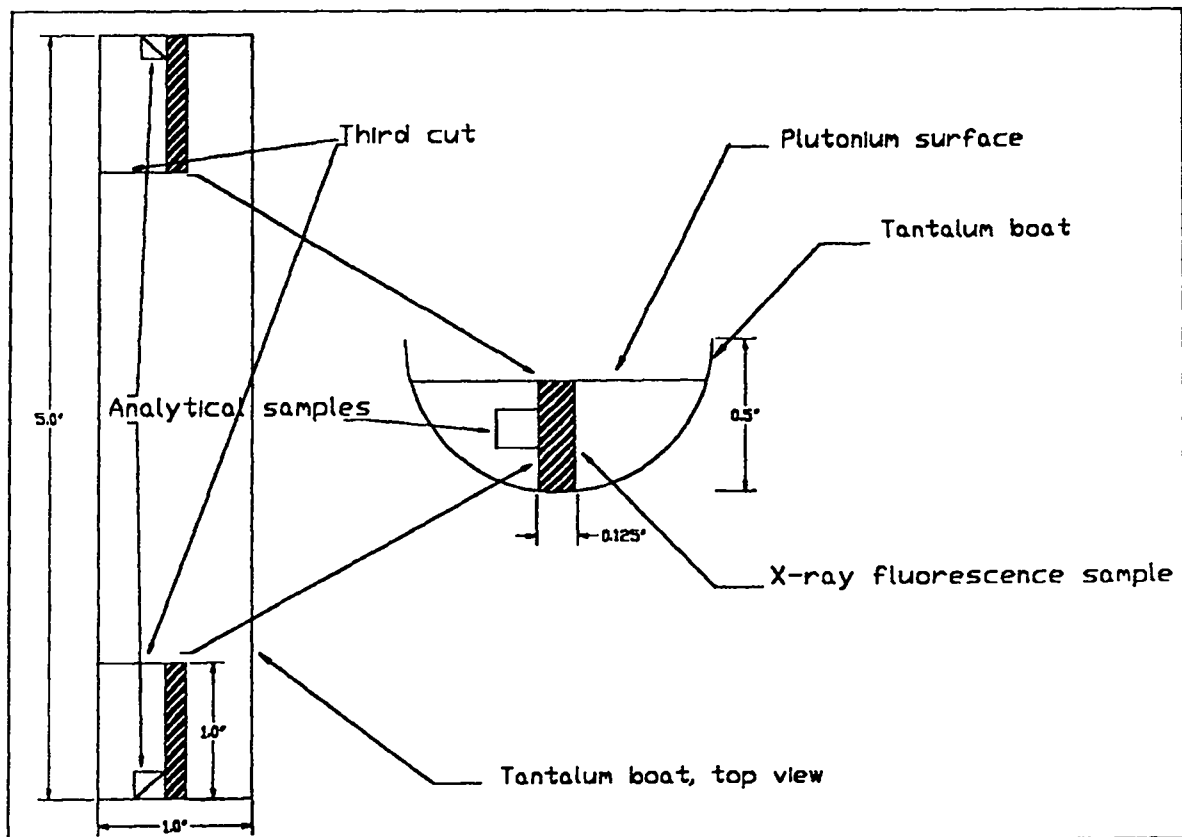 Third cut
Plutonium surface
Tantalum boat
5.0"
Analytical samples
0.5"
0.125"
X-ray fluorescence sample
1.0"
Tantalum boat, top view
1.0"